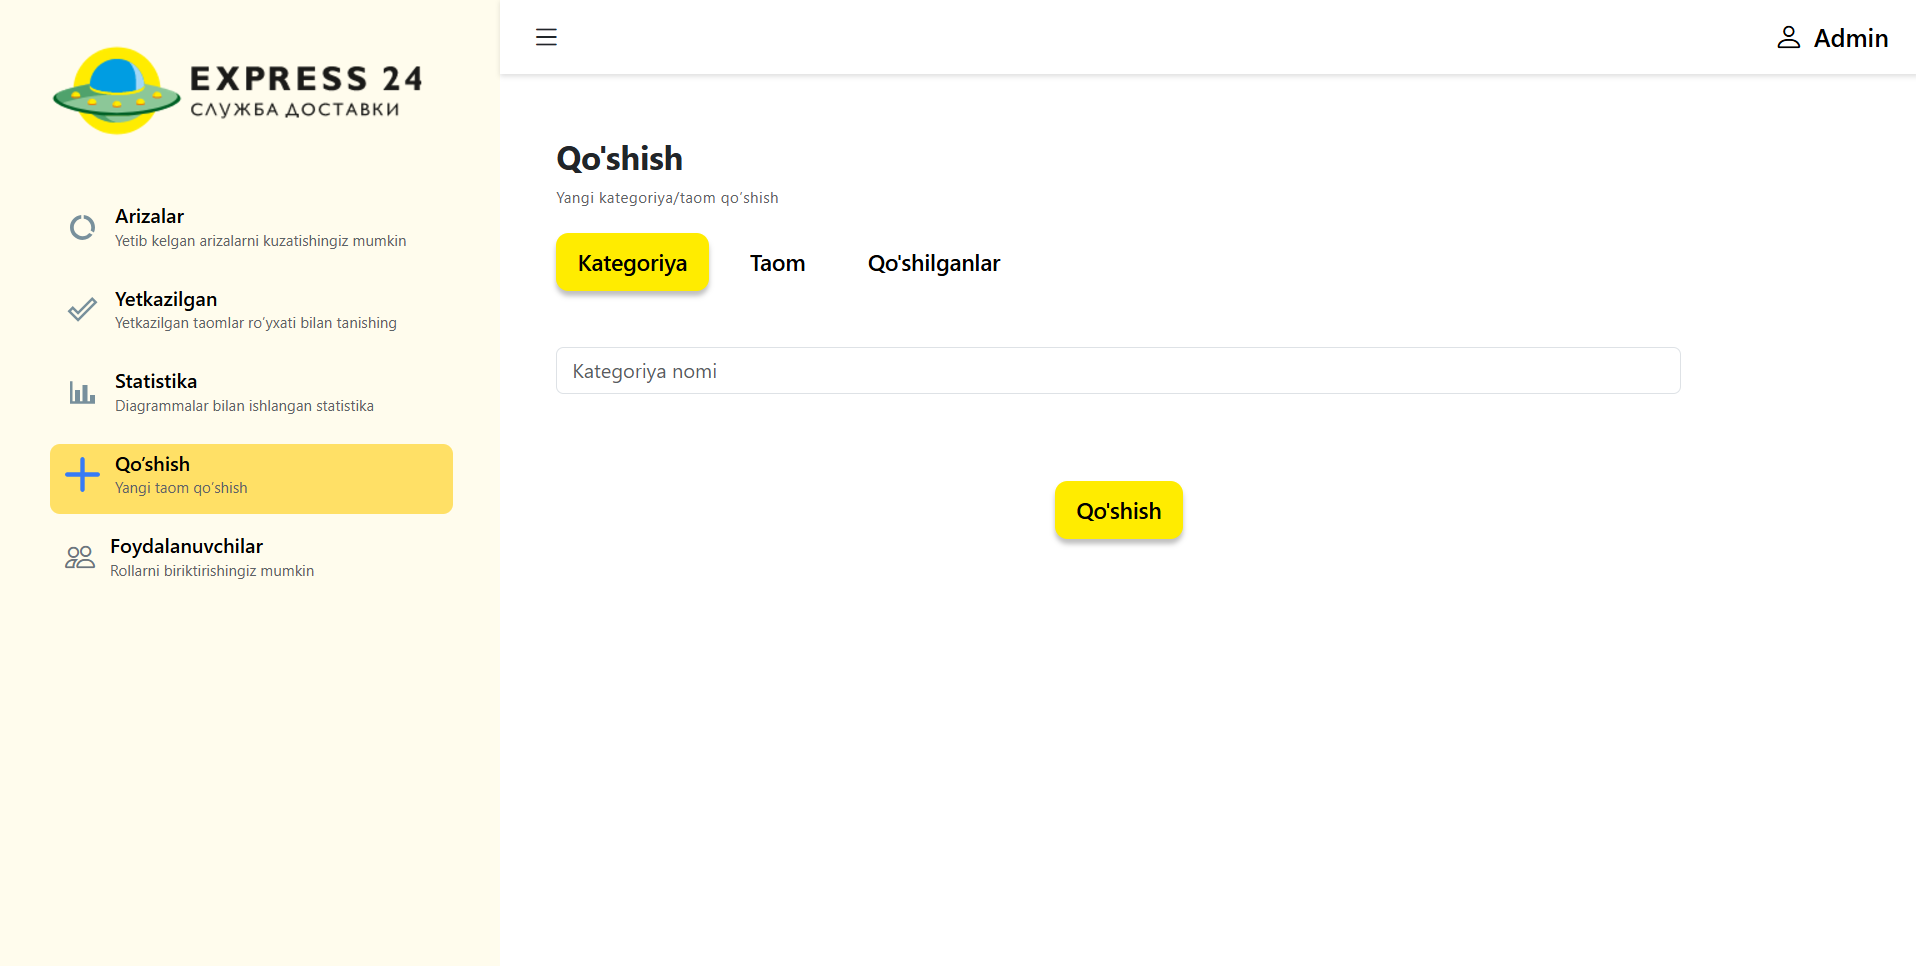 EXPRESS 24
СЛУЖБА ДОСТАВКИ
Admin
Arizalar
Yetib kelgan arizalarni kuzatishingiz mumkin
Yetkazilgan
Yetkazilgan taomlar ro‘yxati bilan tanishing
Statistika
Diagrammalar bilan ishlangan statistika
Qo‘shish
Yangi taom qo‘shish
Foydalanuvchilar
Rollarni biriktirishingiz mumkin
Qo'shish
Yangi kategoriya/taom qo‘shish
Kategoriya Taom Qo'shilganlar
Kategoriya nomi
Qo'shish